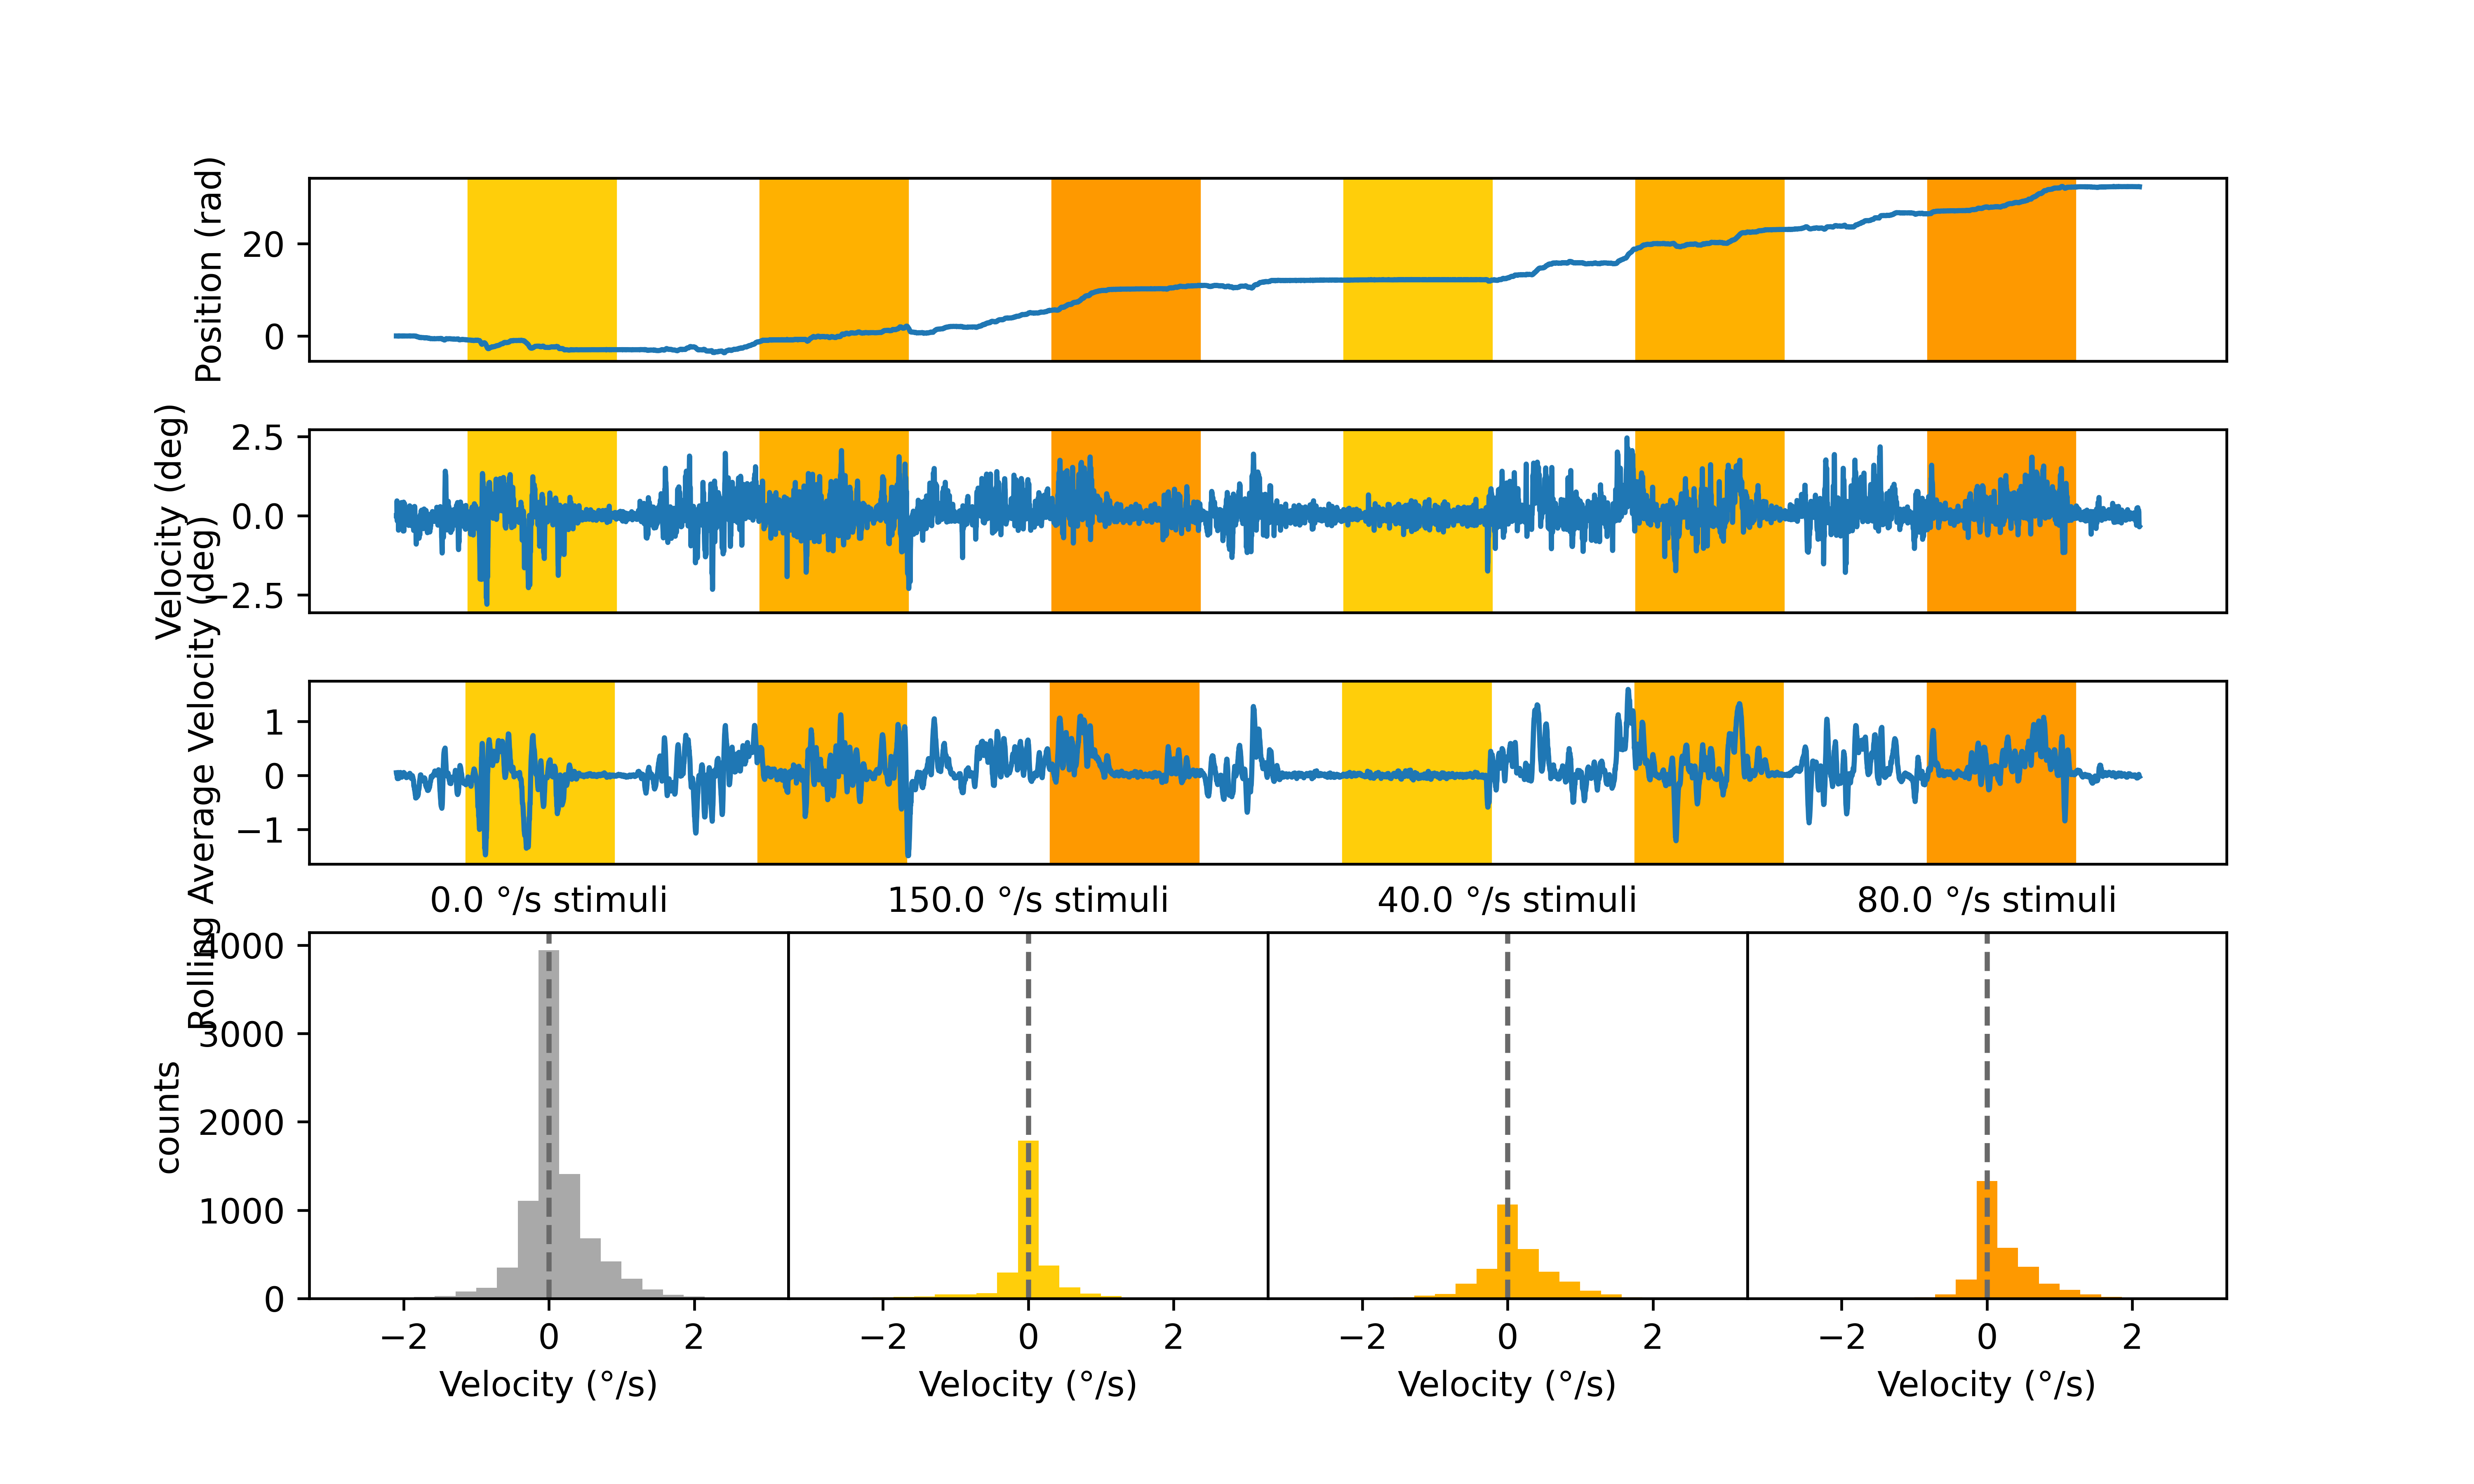 Position (rad)
20
0
Velocity (deg)
2.5
0.0
−2.5
Rolling Average Velocity (deg)
1
0
−1
0.0 °/s stimuli
150.0 °/s stimuli
40.0 °/s stimuli
80.0 °/s stimuli
counts
4000
3000
2000
1000
0
−2 0 2
−2 0 2
−2 0 2
−2 0 2
Velocity (°/s)
Velocity (°/s)
Velocity (°/s)
Velocity (°/s)